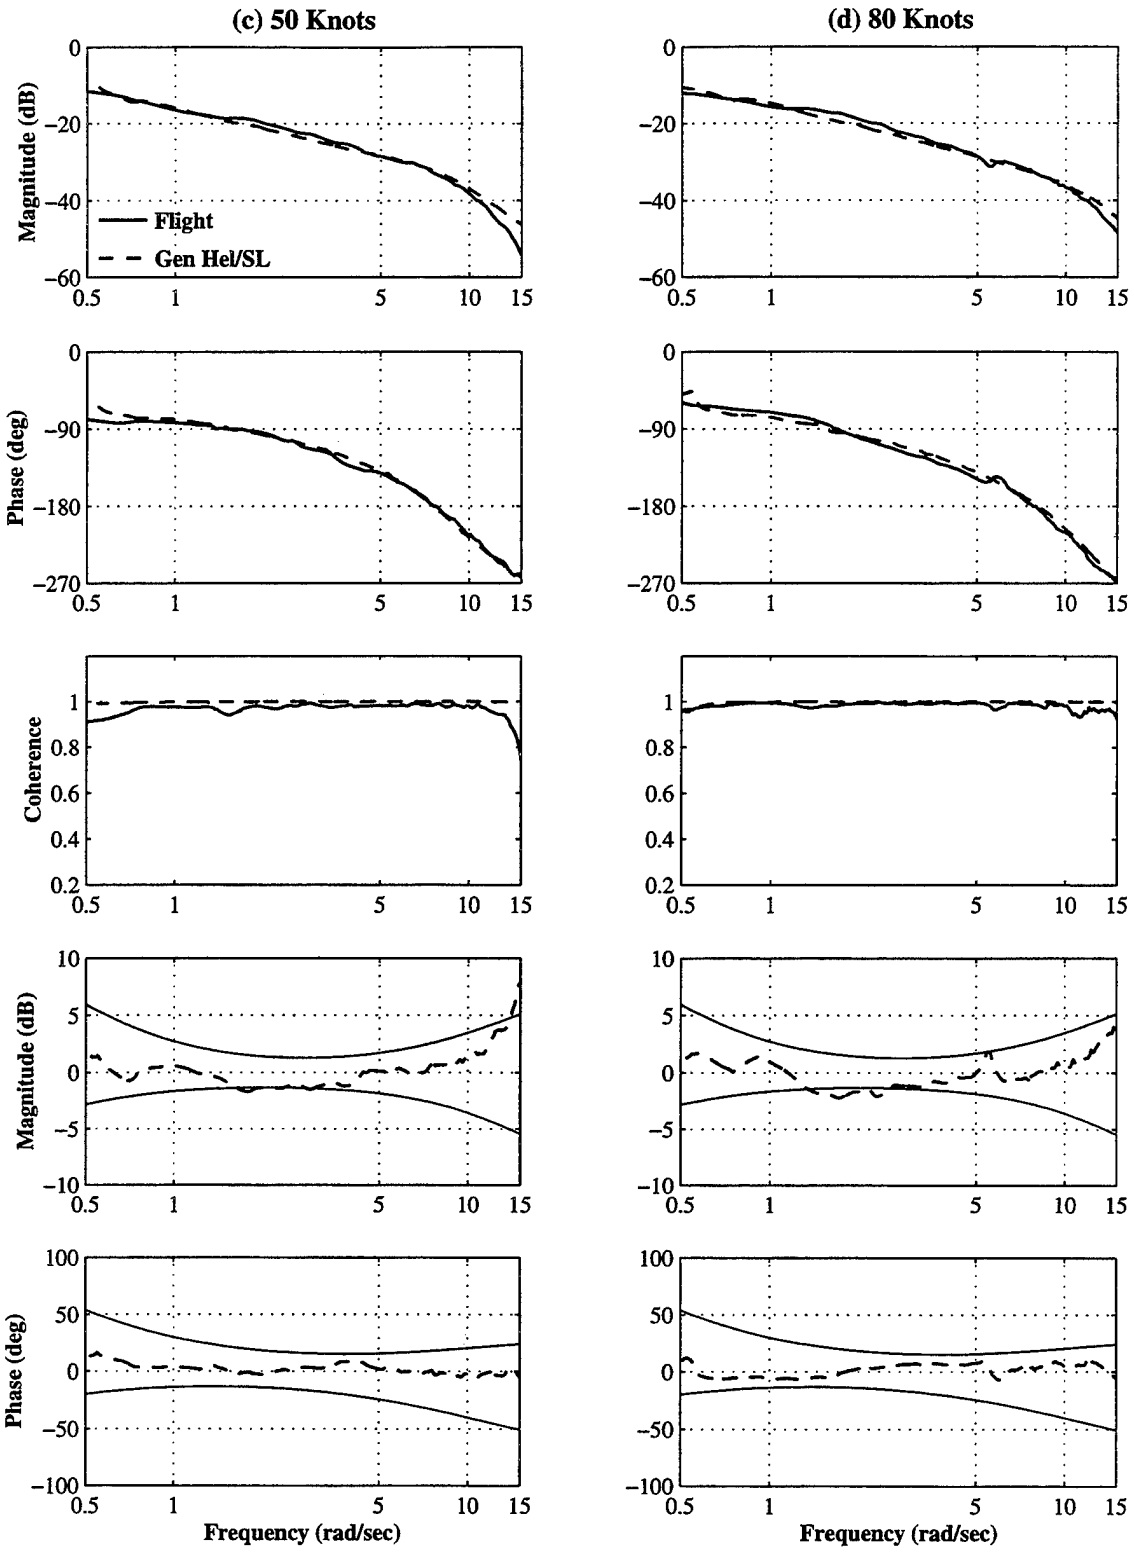 (c) 50 Knots
(d) 80 Knots
Magnitude (dB)
0
−20
−40
−60
0.5 1 5 10 15
Flight
Gen Hel/SL
0
−20
−40
−60
0.5 1 5 10 15
Phase (deg)
0
−90
−180
−270
0.5 1 5 10 15
0
−90
−180
−270
0.5 1 5 10 15
Coherence
1
0.8
0.6
0.4
0.2
0.5 1 5 10 15
1
0.8
0.6
0.4
0.2
0.5 1 5 10 15
Magnitude (dB)
10
5
0
−5
−10
0.5 1 5 10 15
10
5
0
−5
−10
0.5 1 5 10 15
Phase (deg)
100
50
0
−50
−100
0.5 1 5 10 15
Frequency (rad/sec)
100
50
0
−50
−100
0.5 1 5 10 15
Frequency (rad/sec)